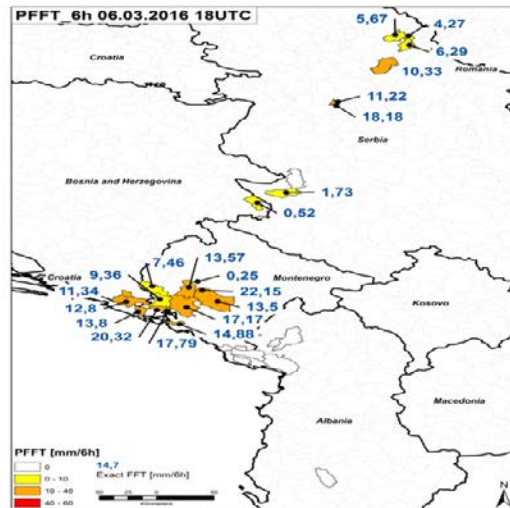 PFFT_6h 06.03.2016 18UTC
5,67
4,27
Croatia
6,29
10,33
Romania
11,22
18,18
Serbia
Bosnia and Herzegovina
1,73
0,52
13,57
7,46
0,25
Croatia
9,36
Montenegro
22,15
11,34
13,5
Kosovo
12,8
17,17
13,8
14,88
20,32
17,79
Macedonia
Albania
PFFT [mm/6h]
0
14,7
0 - 10
Exact FFT [mm/6h]
10 - 40
40 - 60
Kilometers
N